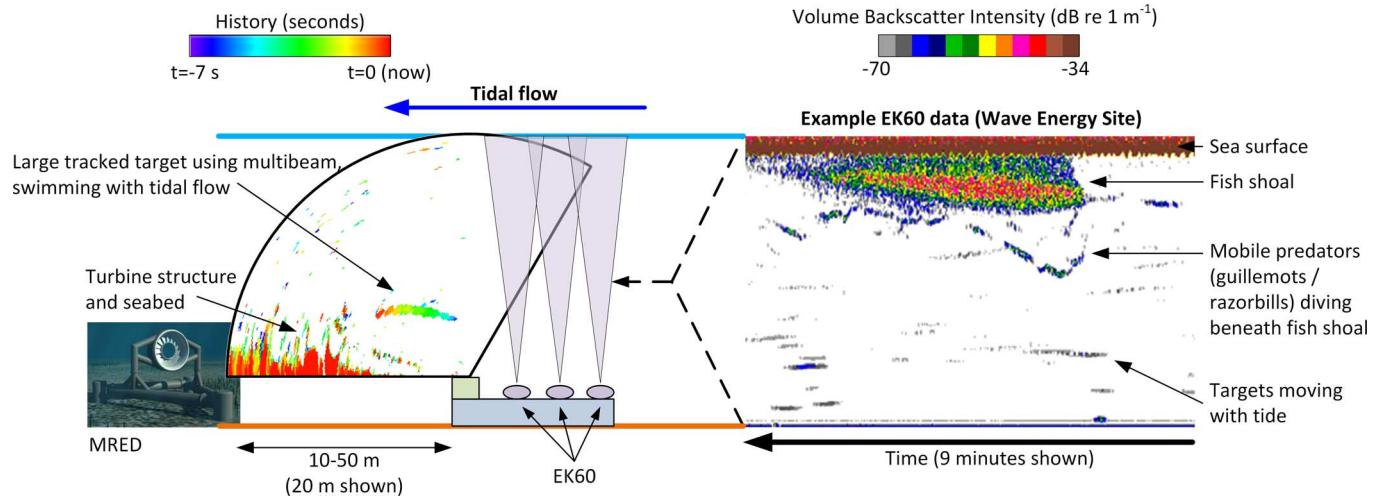 History (seconds)
t=-7 s
t=0 (now)
Volume Backscatter Intensity (dB re 1 m⁻¹)
-70
-34
Tidal flow
Example EK60 data (Wave Energy Site)
Large tracked target using multibeam,
swimming with tidal flow
Turbine structure
and seabed
Sea surface
Fish shoal
Mobile predators
(guillemots /
razorbills) diving
beneath fish shoal
Targets moving
with tide
MRED
10-50 m
(20 m shown)
EK60
Time (9 minutes shown)